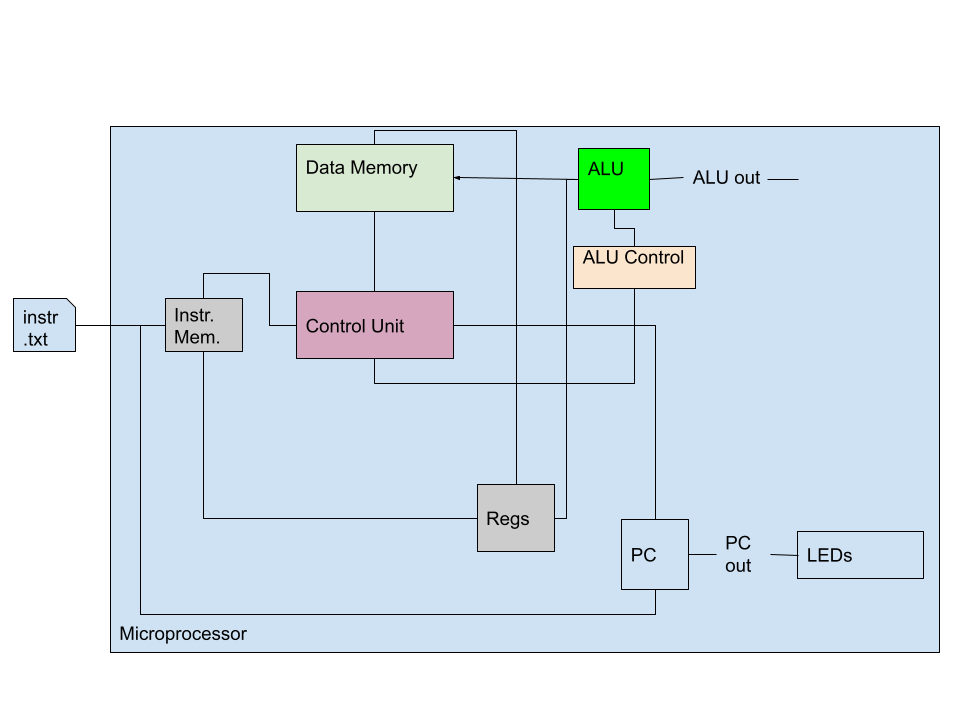 Data Memory
ALU
ALU out
ALU Control
instr
.txt
Instr.
Mem.
Control Unit
Regs
PC
PC
out
LEDs
Microprocessor